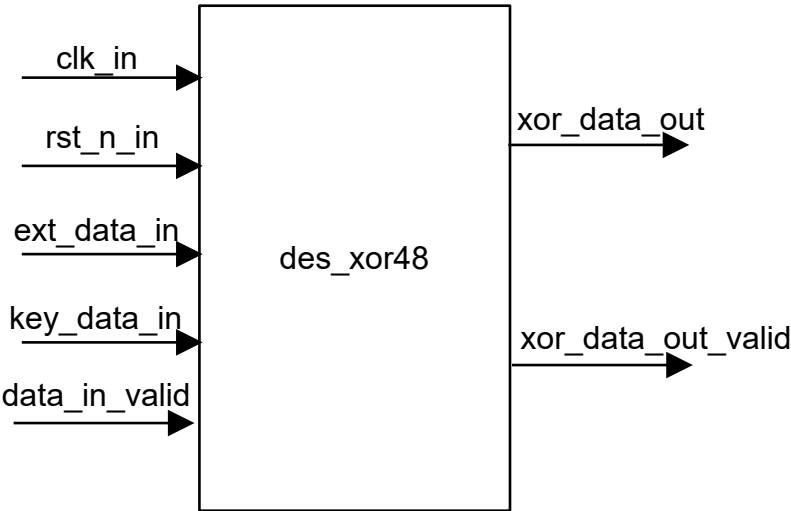 clk_in
rst_n_in
ext_data_in
key_data_in
data_in_valid
des_xor48
xor_data_out
xor_data_out_valid